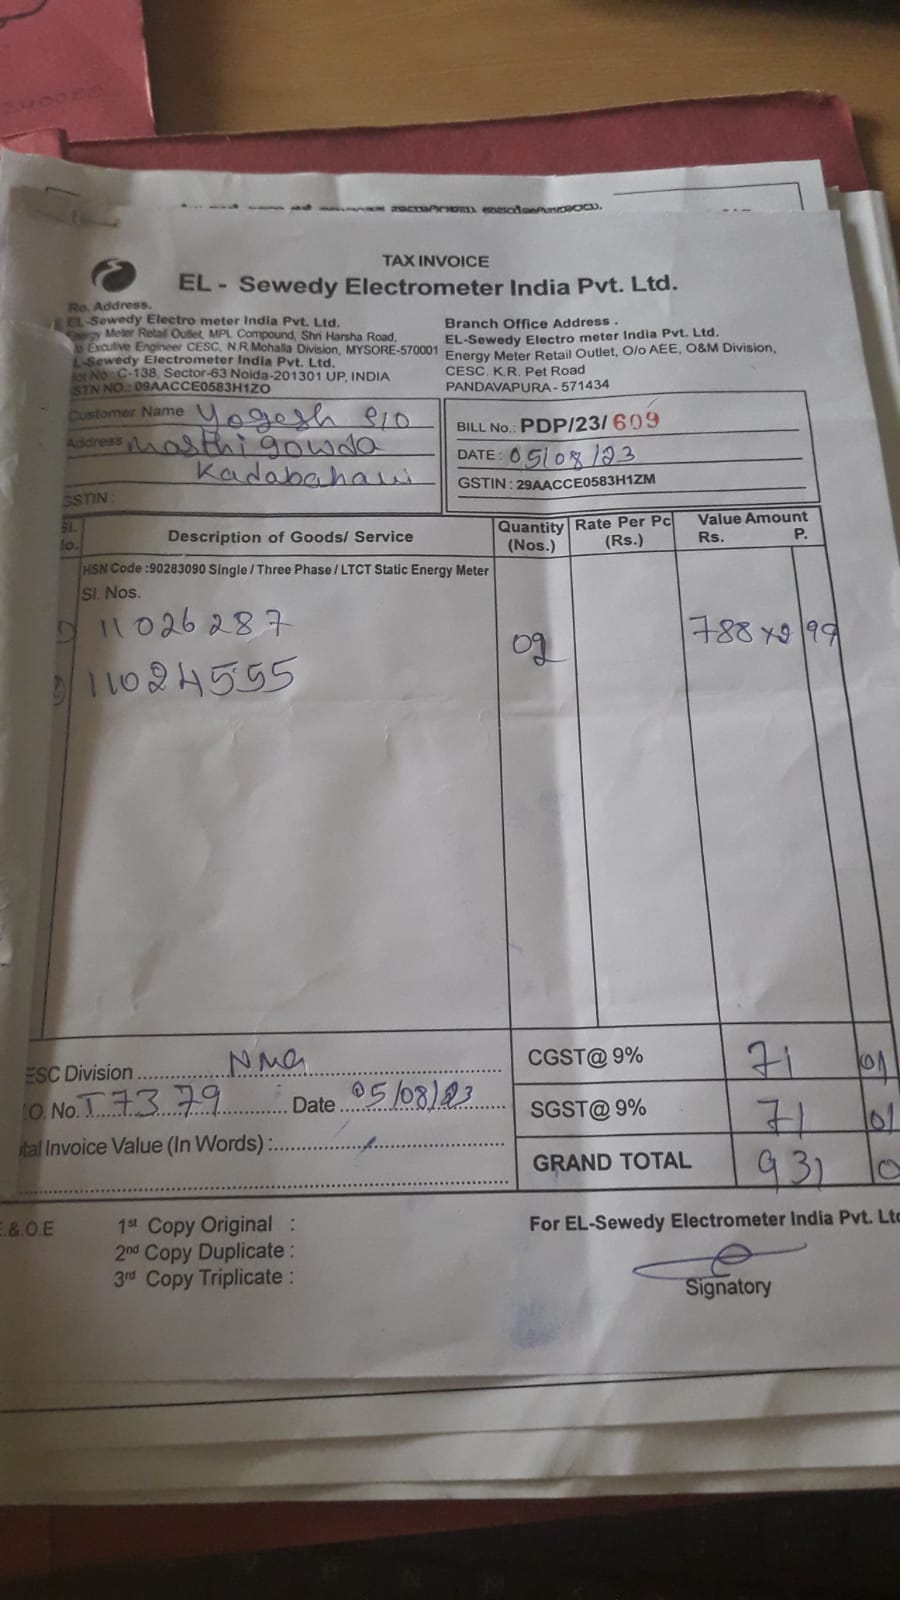 TAX INVOICE
EL - Sewedy Electrometer India Pvt. Ltd.
Ro. Address.
EL-Sewedy Electro meter India Pvt. Ltd.
Energy Meter Retail Outlet, MPL Compound, Shri Harsha Road,
Excutive Engineer CESC, N.R.Mohalla Division, MYSORE-570001
L-Sewedy Electrometer India Pvt. Ltd.
lot No C-138, Sector-63 Noida-201301 UP, INDIA
STN NO.: 09AACCE0583H1ZO
Branch Office Address .
EL-Sewedy Electro meter India Pvt. Ltd.
Energy Meter Retail Outlet, O/o AEE, O&M Division,
CESC. K.R. Pet Road
PANDAVAPURA - 571434
Customer Name Yogesh S/O
Address Masthigowda
GSTIN :
BILL No.: PDP/23/ 609
DATE : 05/08/23
GSTIN : 29AACCE0583H1ZM
Sl. No. Description of Goods/ Service Quantity (Nos.) Rate Per Pc (Rs.) Value Amount Rs. P.
HSN Code :90283090 Single / Three Phase / LTCT Static Energy Meter
Sl. Nos.
1) 11026287
02 788x2 99
2) 11024555
ESC Division NMG
CGST@ 9% 71 01
.O. No. I7379 Date 05/08/23
SGST@ 9% 71 01
tal Invoice Value (In Words) :
GRAND TOTAL 931 0
E.&.O.E
1st Copy Original :
2nd Copy Duplicate :
3rd Copy Triplicate :
For EL-Sewedy Electrometer India Pvt. Ltd
Signatory